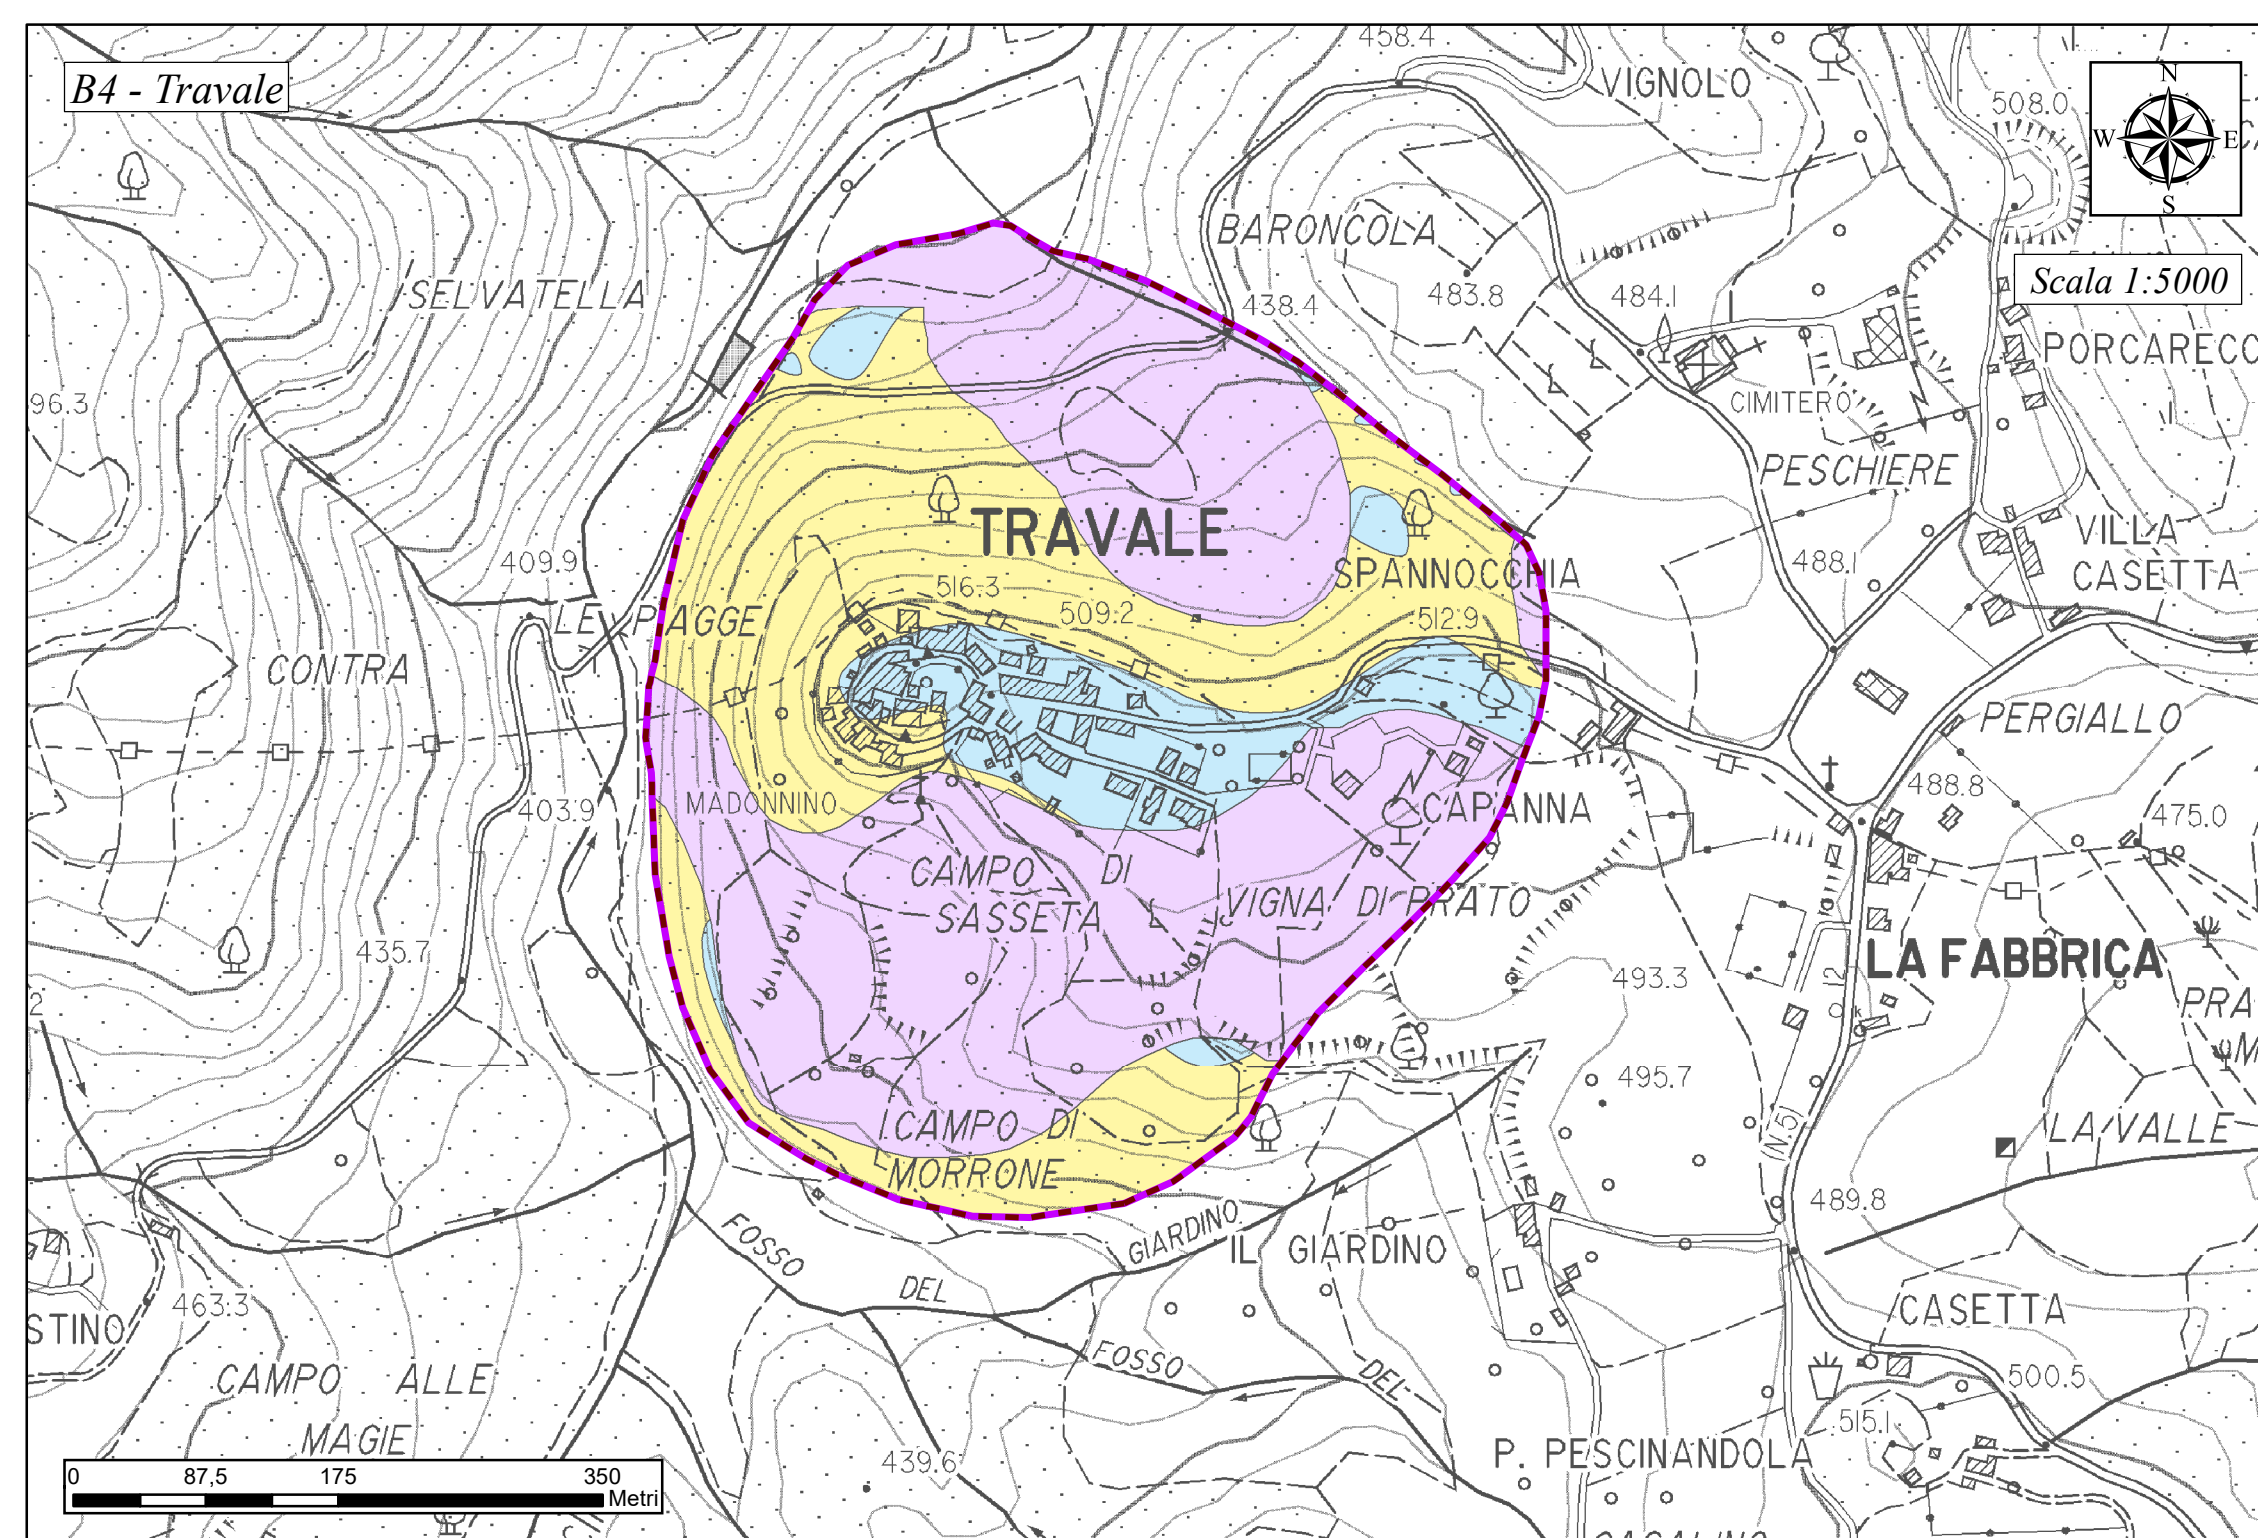 458.4
VIGNOLO
B4 - Travale
508.0
N
W
E
S
BARONCOLA
SELVATELLA
438.4
483.8
484.1
Scala 1:5000
PORCARECC
96.3
CIMITERO
PESCHIERE
TRAVALE
VILLA
CASETTA
409.9
516.3
509.2
SPANNOCCHIA
512.9
488.1
LE PIAGGE
CONTRA
PERGIALLO
403.9
MADONNINO
CAPANNA
488.8
475.0
CAMPO DI
SASSETA
VIGNA DI PRATO
435.7
493.3
LA FABBRICA
PRA
495.7
CAMPO DI
MORRONE
(N.5)
LA VALLE
489.8
FOSSO
DEL
GIARDINO
IL GIARDINO
463.3
STINO
CASETTA
FOSSO
DEL
CAMPO ALLE
MAGIE
500.5
515.1
439.6
P. PESCINANDOLA
0 87,5 175 350
Metri